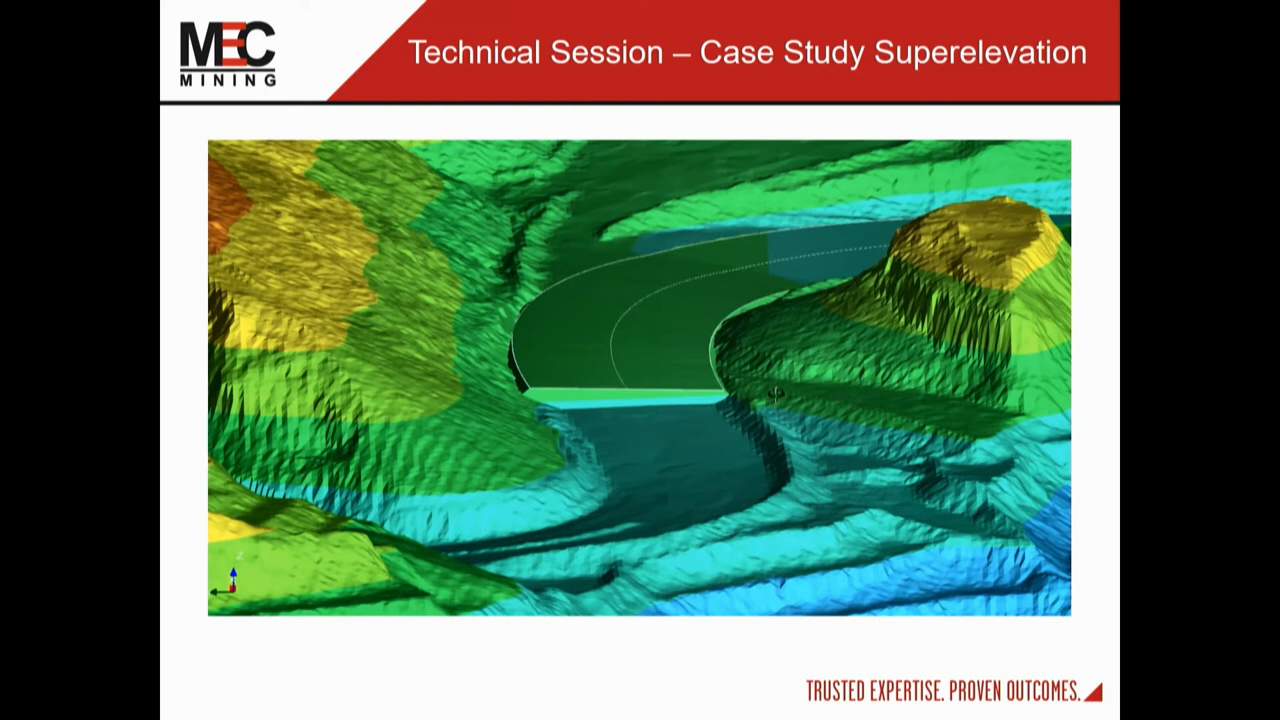 MEC
MINING
Technical Session – Case Study Superelevation
Z
TRUSTED EXPERTISE. PROVEN OUTCOMES.